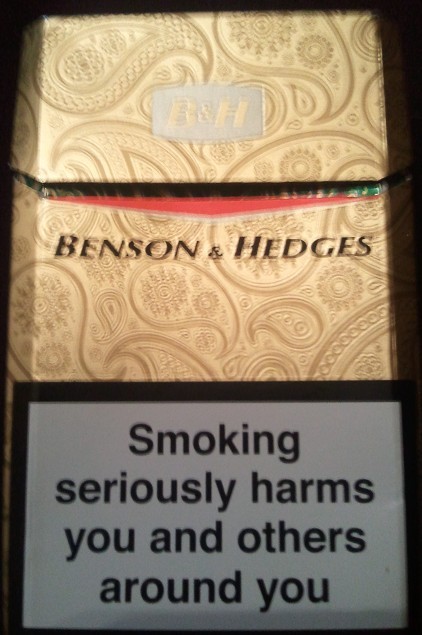 B&H
BENSON & HEDGES
Smoking
seriously harms
you and others
around you